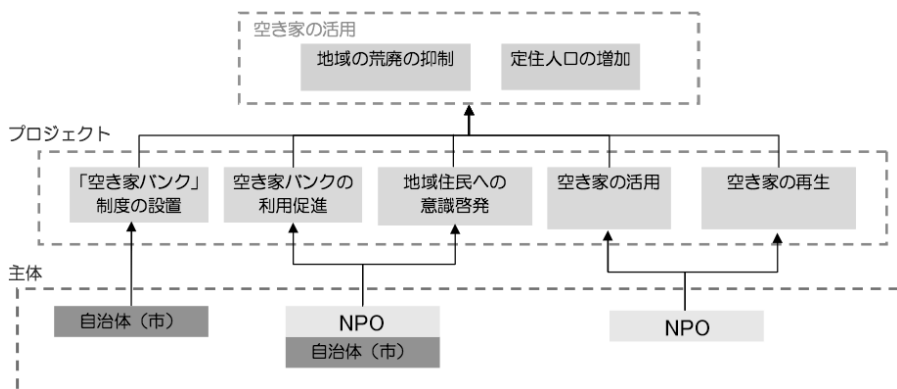 空き家の活用
地域の荒廃の抑制
定住人口の増加
プロジェクト
「空き家バンク」
制度の設置
空き家バンクの
利用促進
地域住民への
意識啓発
空き家の活用
空き家の再生
主体
自治体（市）
NPO
自治体（市）
NPO